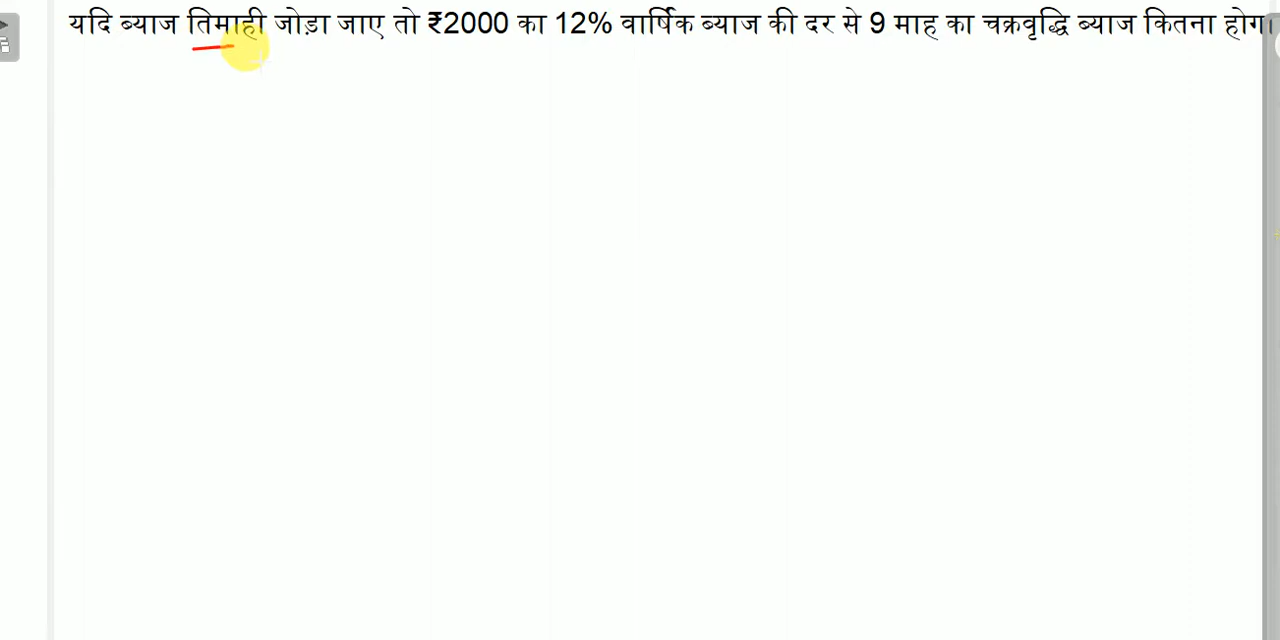 यदि ब्याज तिमाही जोड़ा जाए तो ₹2000 का 12% वार्षिक ब्याज की दर से 9 माह का चक्रवृद्धि ब्याज कितना होगा